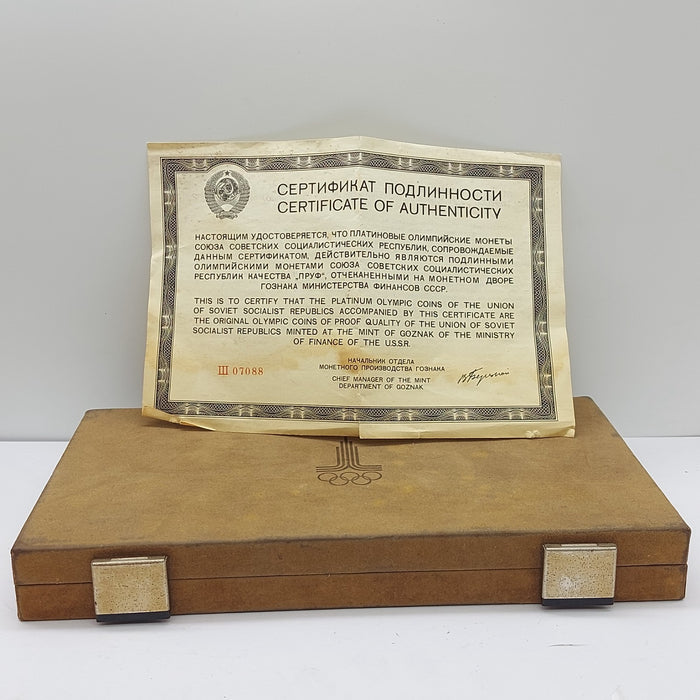 СЕРТИФИКАТ ПОДЛИННОСТИ
CERTIFICATE OF AUTHENTICITY
НАСТОЯЩИМ УДОСТОВЕРЯЕТСЯ, ЧТО ПЛАТИНОВЫЕ ОЛИМПИЙСКИЕ МОНЕТЫ
СОЮЗА СОВЕТСКИХ СОЦИАЛИСТИЧЕСКИХ РЕСПУБЛИК, СОПРОВОЖДАЕМЫЕ
ДАННЫМ СЕРТИФИКАТОМ, ДЕЙСТВИТЕЛЬНО ЯВЛЯЮТСЯ ПОДЛИННЫМИ
ОЛИМПИЙСКИМИ МОНЕТАМИ СОЮЗА СОВЕТСКИХ СОЦИАЛИСТИЧЕСКИХ
РЕСПУБЛИК КАЧЕСТВА „ПРУФ“, ОТЧЕКАНЕННЫМИ НА МОНЕТНОМ ДВОРЕ
ГОЗНАКА МИНИСТЕРСТВА ФИНАНСОВ СССР.
THIS IS TO CERTIFY THAT THE PLATINUM OLYMPIC COINS OF THE UNION
OF SOVIET SOCIALIST REPUBLICS ACCOMPANIED BY THIS CERTIFICATE ARE
THE ORIGINAL OLYMPIC COINS OF PROOF QUALITY OF THE UNION OF SOVIET
SOCIALIST REPUBLICS MINTED AT THE MINT OF GOZNAK OF THE MINISTRY
OF FINANCE OF THE U.S.S.R.
НАЧАЛЬНИК ОТДЕЛА
МОНЕТНОГО ПРОИЗВОДСТВА ГОЗНАКА
Ш 07088
CHIEF MANAGER OF THE MINT
DEPARTMENT OF GOZNAK